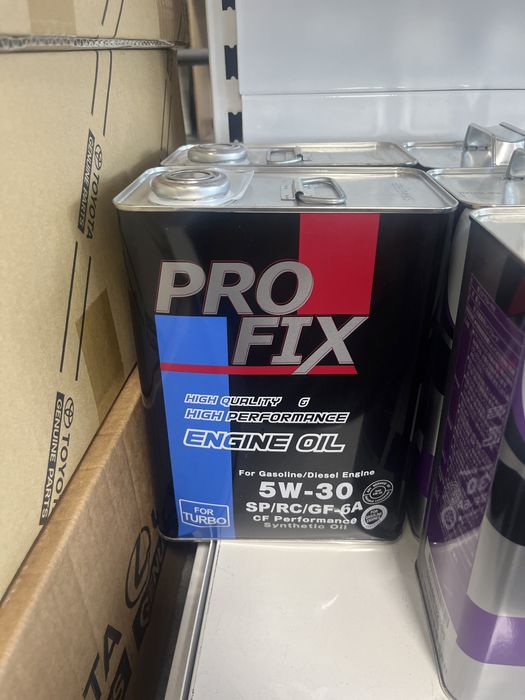 PRO
FIX
HIGH QUALITY &
HIGH PERFORMANCE
ENGINE OIL
For Gasoline/Diesel Engine
5W-30
SP/RC/GF-6A
CF Performance
Synthetic Oil
FOR
TURBO
TOYOTA
GENUINE PARTS
TOYOTA
GENUINE PARTS